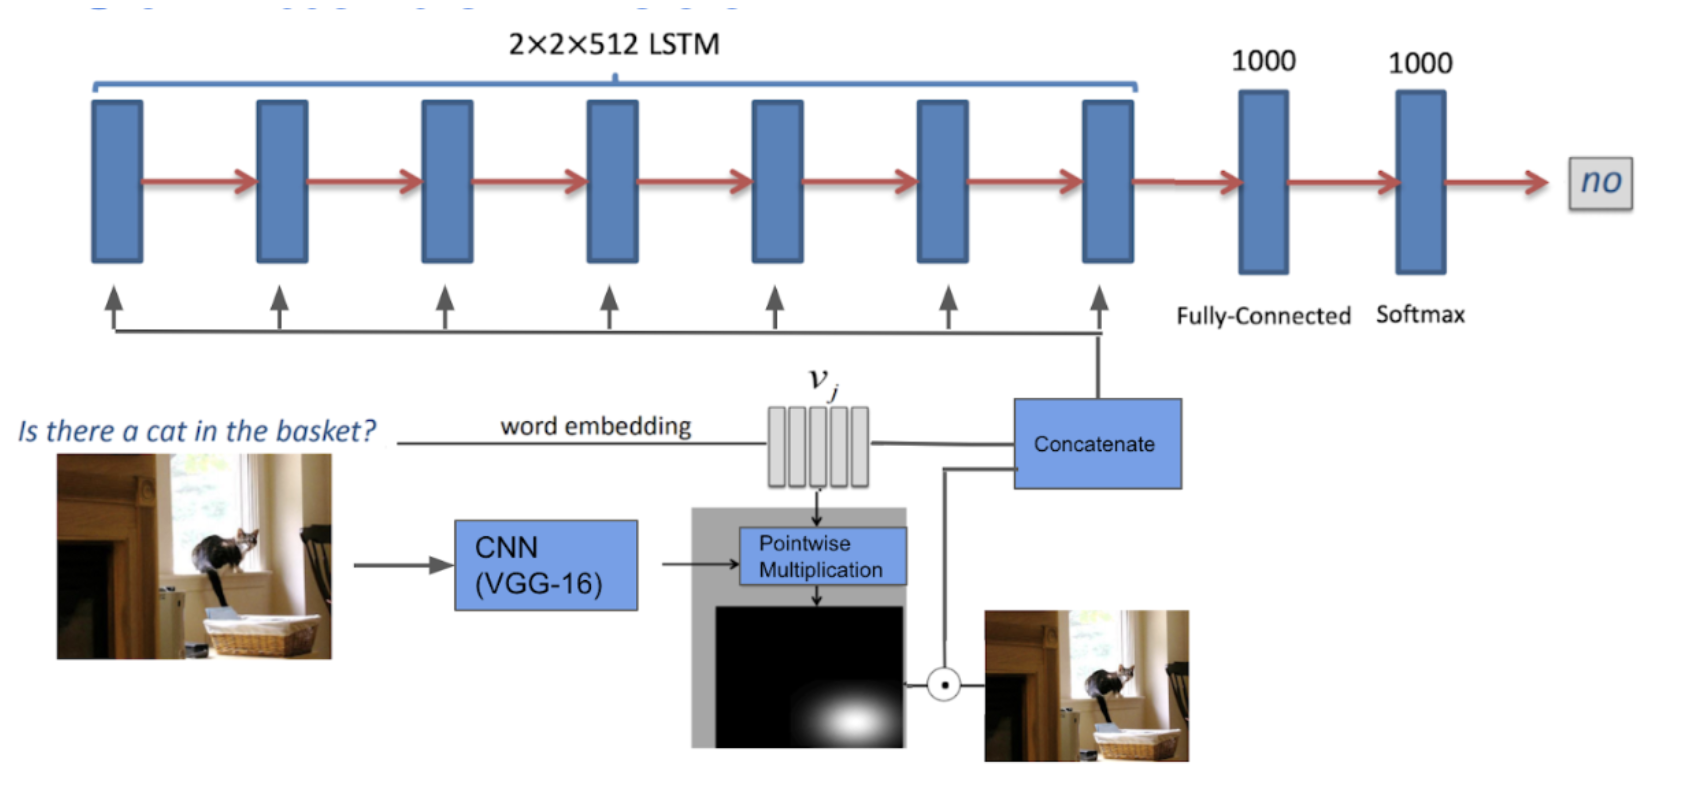 2×2×512 LSTM
1000
1000
no
Fully-Connected
Softmax
v_j
Is there a cat in the basket?
word embedding
Concatenate
CNN
(VGG-16)
Pointwise
Multiplication